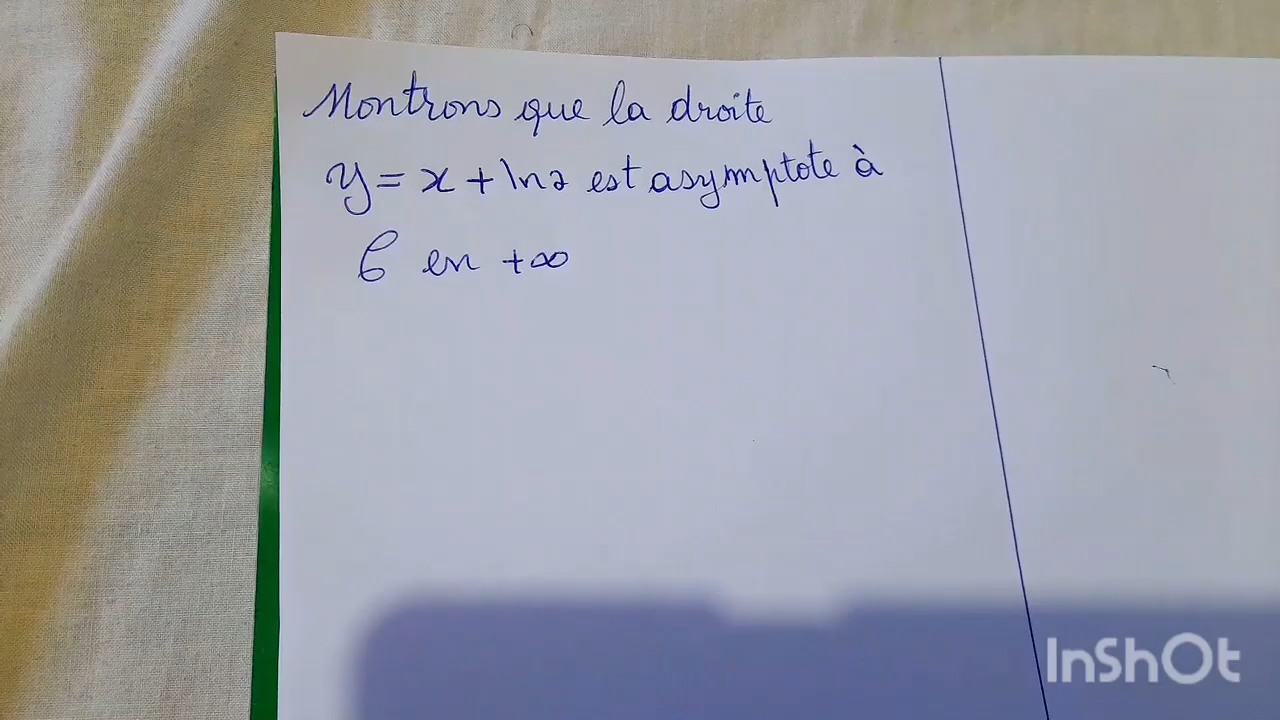 Montrons que la droite
y = x + ln2 est asymptote à
C en +∞
InShOt